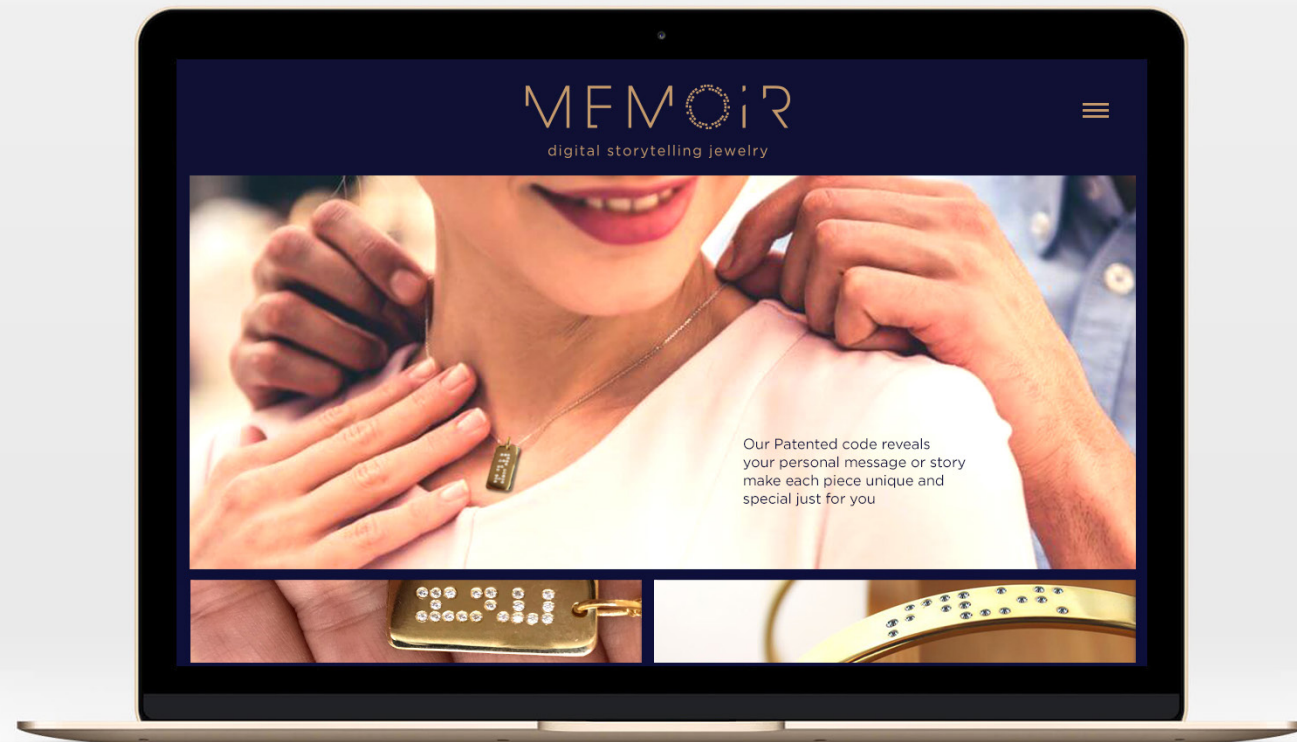 MEMOiR
digital storytelling jewelry
Our Patented code reveals
your personal message or story
make each piece unique and
special just for you